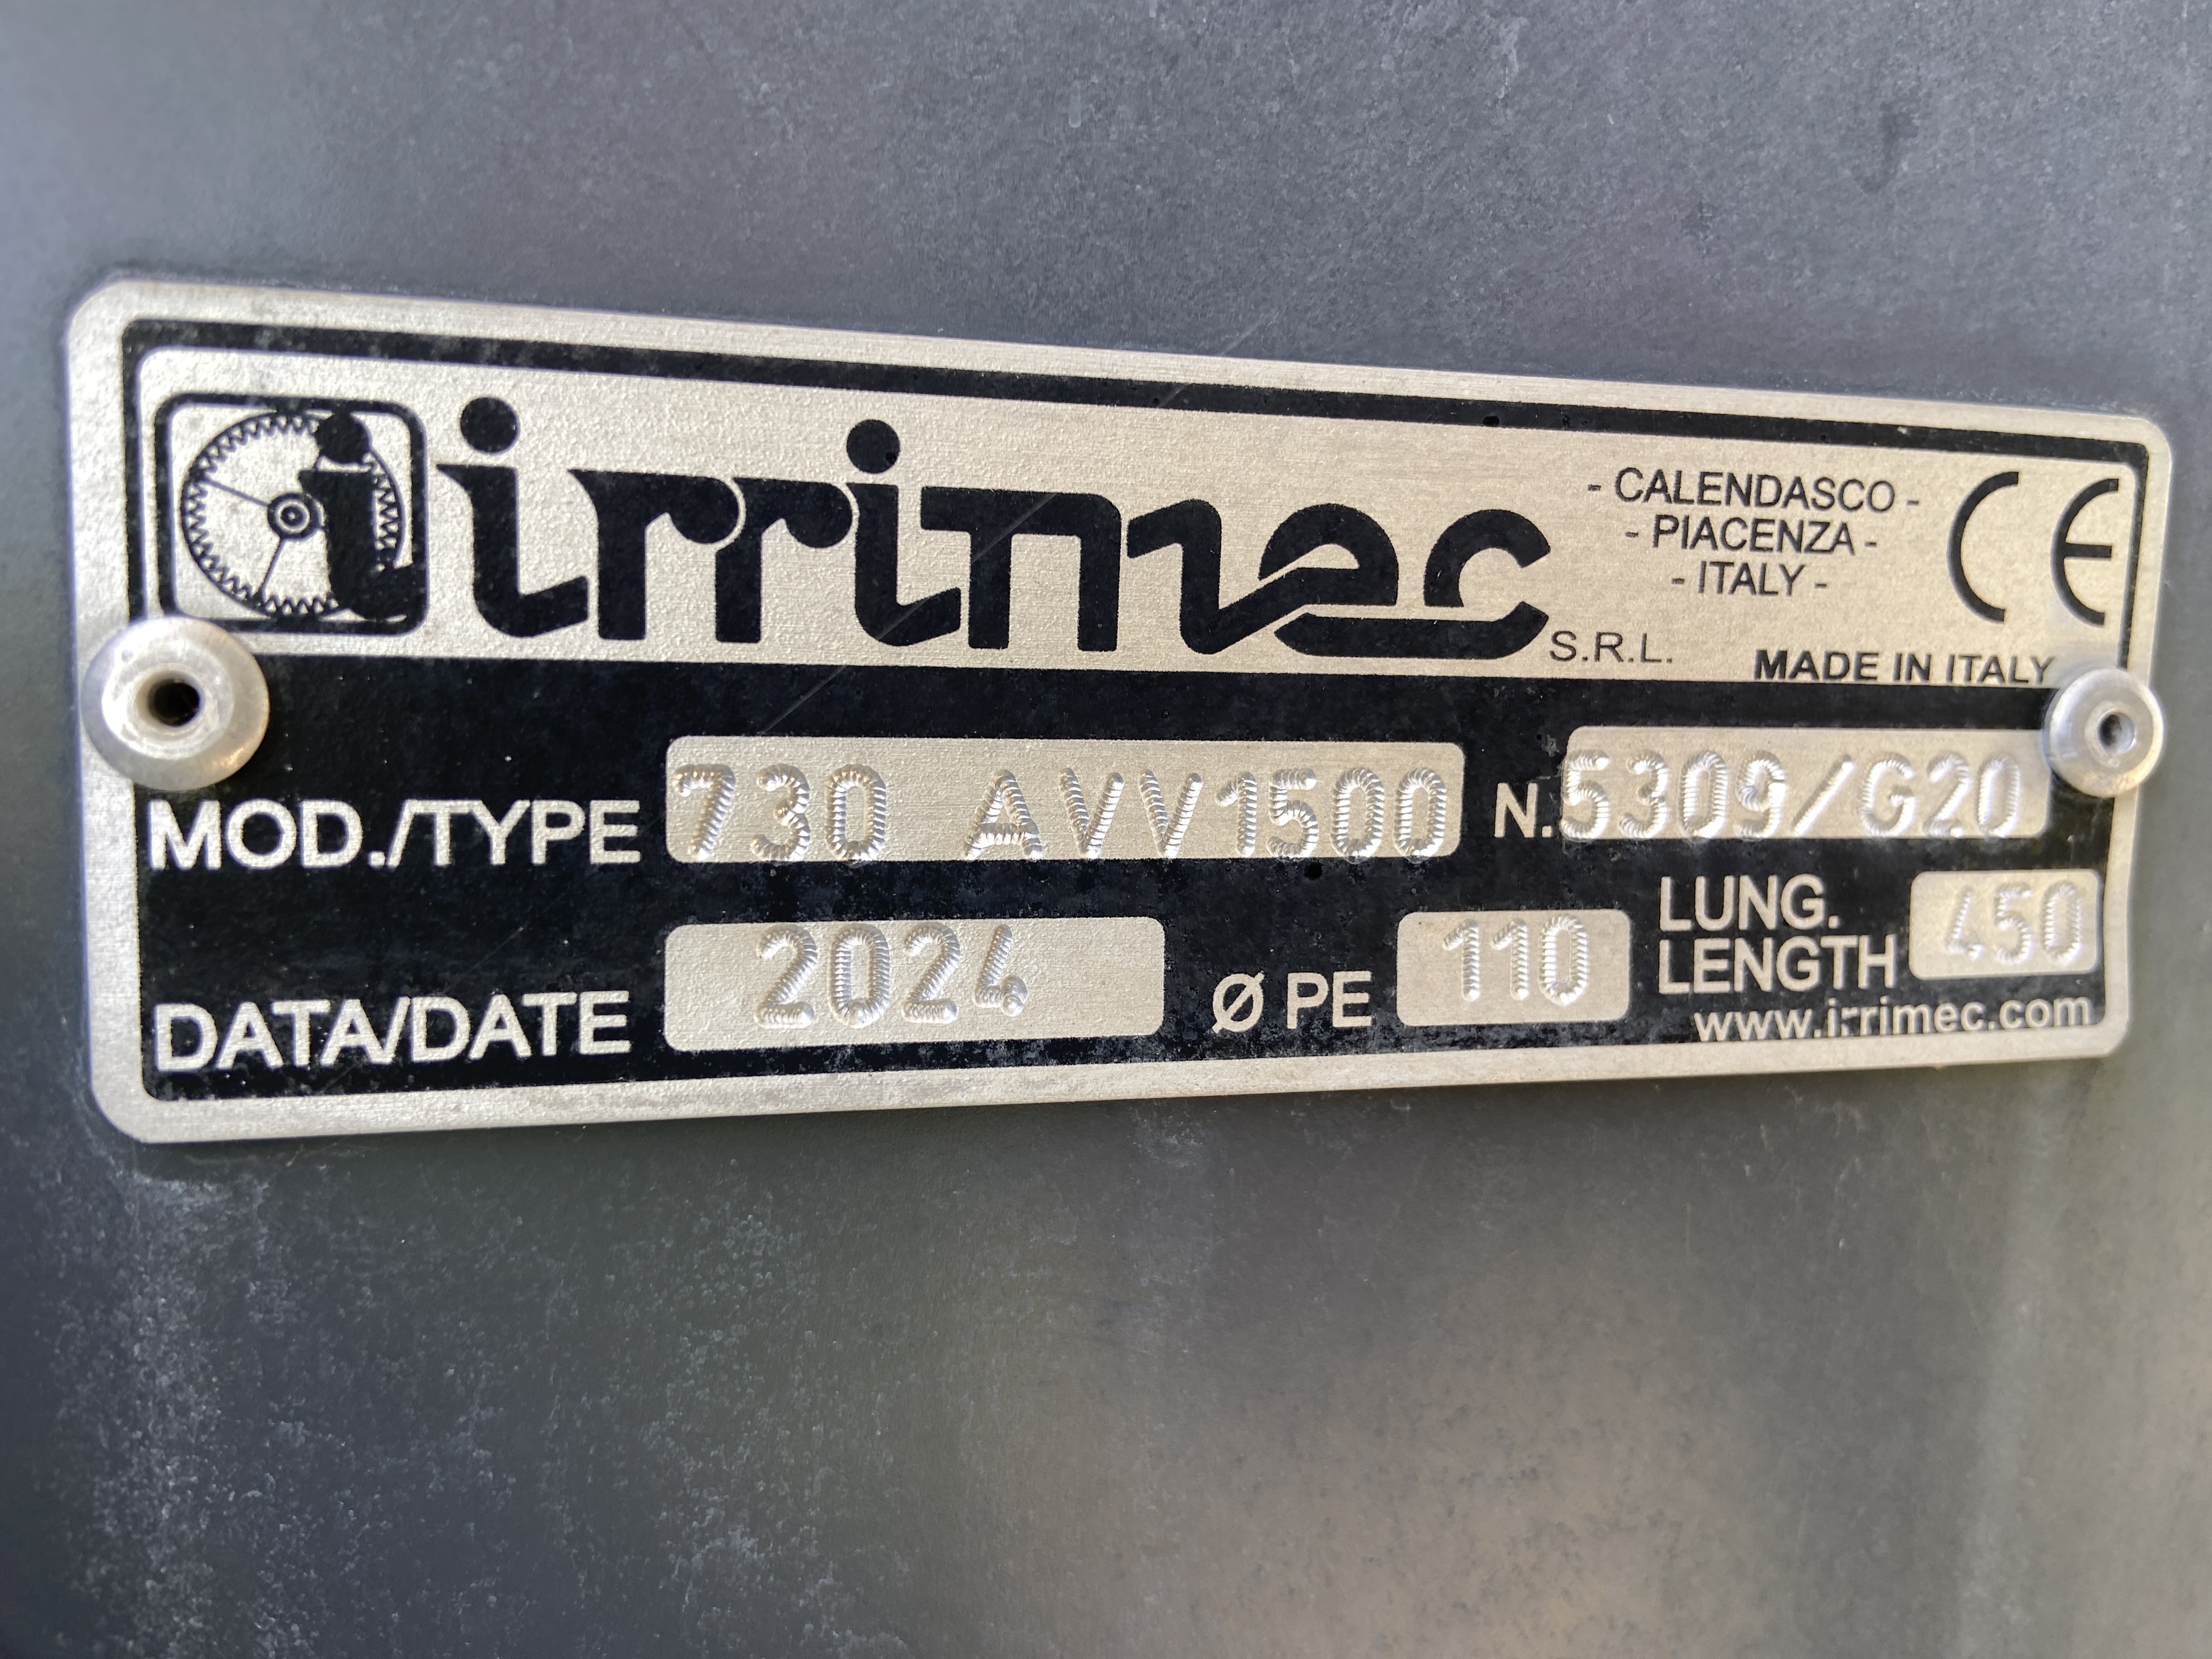 irrimec S.R.L.
- CALENDASCO -
- PIACENZA -
- ITALY -
CE
MADE IN ITALY
MOD./TYPE 730 AVV1500 N. 5309/G20
DATA/DATE 2024 Ø PE 110 LUNG. LENGTH 450
www.irrimec.com